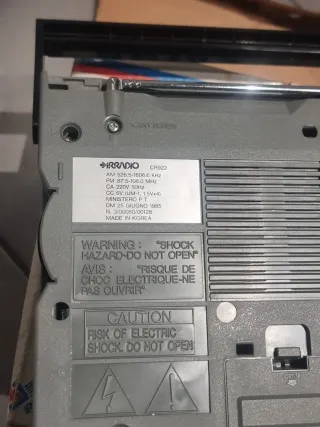 IRRADIO CR922
AM 526.5-1606.5 KHz
FM 87.5-108.0 MHz
CA 220V 50Hz
CC 6V (UM-1, 1.5Vx4)
MINISTERO P.T.
DM 25 GIUGNO 1985
MADE IN KOREA
WARNING : "SHOCK
HAZARD-DO NOT OPEN"
AVIS : "RISQUE DE
CHOC ELECTRIQUE-NE
PAS OUVRIR"
CAUTION
RISK OF ELECTRIC
SHOCK. DO NOT OPEN